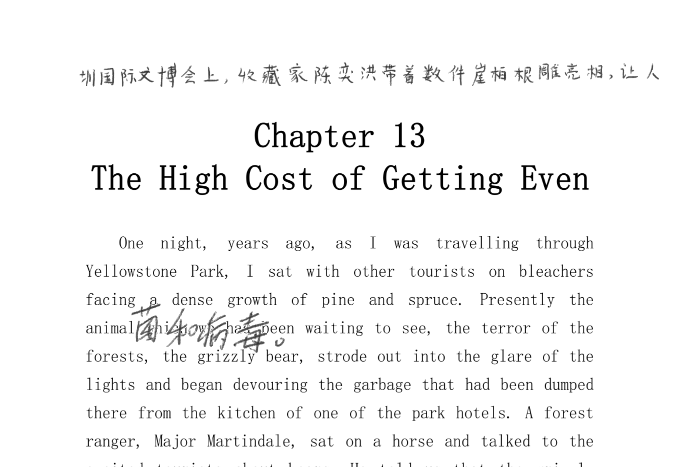 圳国际文博会上,收藏家陈奕洪带着数件崖柏根雕亮相,让人
Chapter 13
The High Cost of Getting Even
One night, years ago, as I was travelling through
Yellowstone Park, I sat with other tourists on bleachers
facing a dense growth of pine and spruce. Presently the
animal which we had been waiting to see, the terror of the
菌和病毒。
forests, the grizzly bear, strode out into the glare of the
lights and began devouring the garbage that had been dumped
there from the kitchen of one of the park hotels. A forest
ranger, Major Martindale, sat on a horse and talked to the